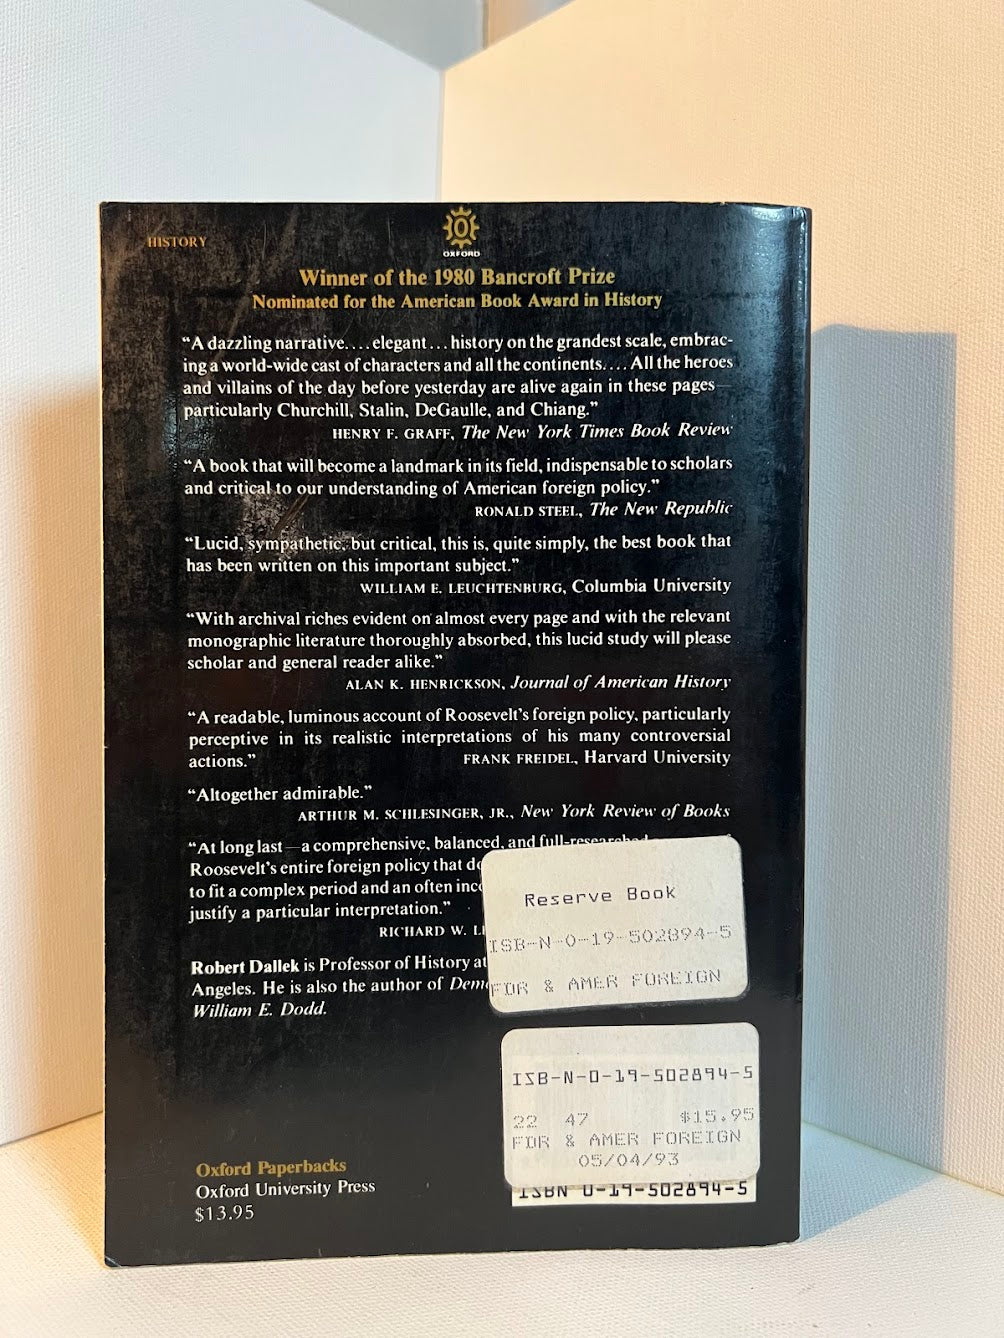 HISTORY
OXFORD
Winner of the 1980 Bancroft Prize
Nominated for the American Book Award in History
“A dazzling narrative.... elegant... history on the grandest scale, embrac-
ing a world-wide cast of characters and all the continents.... All the heroes
and villains of the day before yesterday are alive again in these pages—
particularly Churchill, Stalin, DeGaulle, and Chiang.”
HENRY F. GRAFF, The New York Times Book Review
“A book that will become a landmark in its field, indispensable to scholars
and critical to our understanding of American foreign policy.”
RONALD STEEL, The New Republic
“Lucid, sympathetic, but critical, this is, quite simply, the best book that
has been written on this important subject.”
WILLIAM E. LEUCHTENBURG, Columbia University
“With archival riches evident on almost every page and with the relevant
monographic literature thoroughly absorbed, this lucid study will please
scholar and general reader alike.”
ALAN K. HENRICKSON, Journal of American History
“A readable, luminous account of Roosevelt’s foreign policy, particularly
perceptive in its realistic interpretations of his many controversial
actions.” FRANK FREIDEL, Harvard University
“Altogether admirable.”
ARTHUR M. SCHLESINGER, JR., New York Review of Books
“At long last—a comprehensive, balanced, and full-researched
Roosevelt’s entire foreign policy that
to fit a complex period and an often
justify a particular interpretation.”
RICHARD W.
Robert Dallek is Professor of History at
Angeles. He is also the author of
William E. Dodd.
Reserve Book
ISB-N-0-19-502894-5
FDR & AMER FOREIGN
ISB-N-0-19-502894-5
22 47 $15.95
FDR & AMER FOREIGN
05/04/93
ISBN 0-19-502894-5
Oxford Paperbacks
Oxford University Press
$13.95